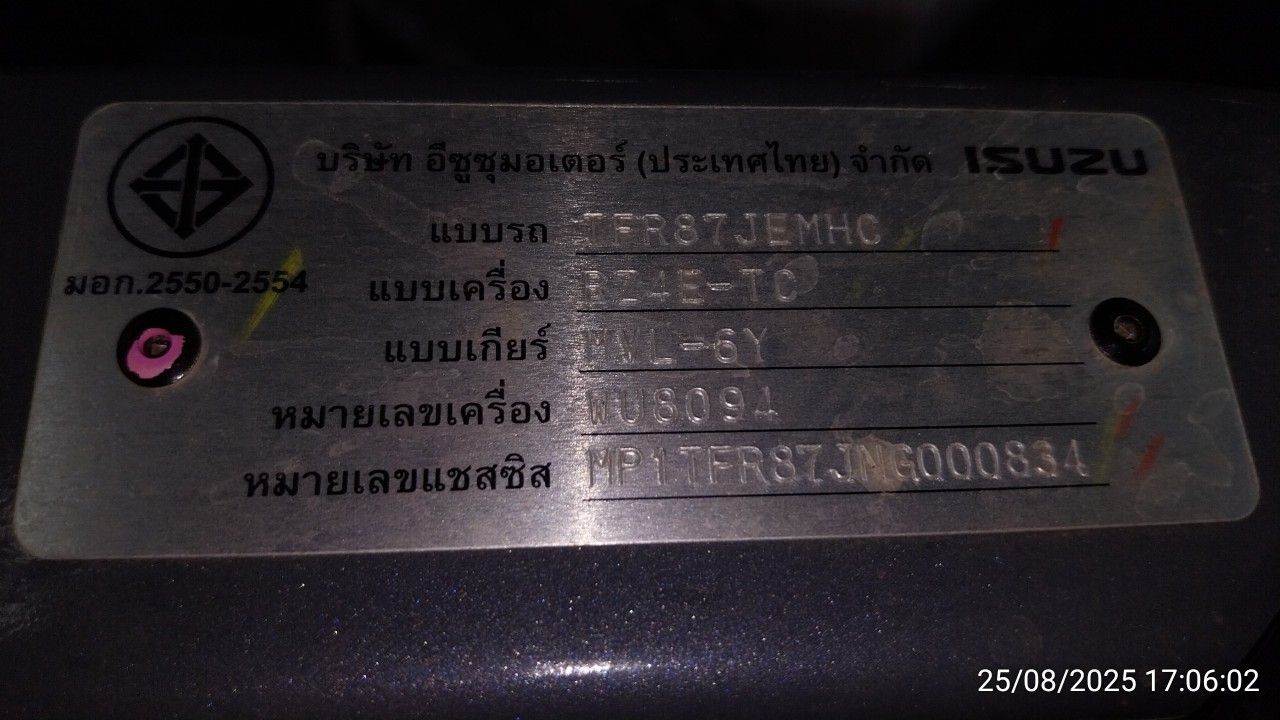 บริษัท อีซูซุมอเตอร์ (ประเทศไทย) จำกัด ISUZU
แบบรถ TFR87JEMHC
มอก.2550-2554
แบบเครื่อง RZ4E-TC
แบบเกียร์ MVL-6Y
หมายเลขเครื่อง WU8094
หมายเลขแชสซิส MP1TFR87JNG000834
25/08/2025 17:06:02